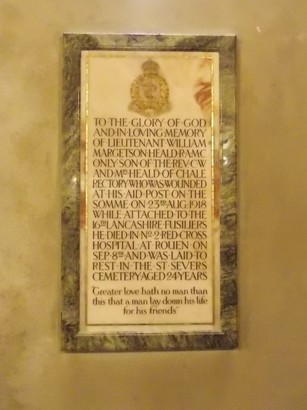 TO·THE·GLORY·OF·GOD
AND·IN·LOVING·MEMORY
OF LIEUTENANT WILLIAM
MARGETSON·HEALD·R·A·M·C
ONLY SON·OF·THE·REV·C·W
AND·MRS·HEALD·OF CHALE
RECTORY·WHO·WAS·WOUNDED
AT·HIS·AID·POST·ON THE
SOMME·ON·23RD·AUG·1918
WHILE·ATTACHED·TO·THE
16TH·LANCASHIRE·FUSILIERS
HE·DIED·IN·No·2·RED·CROSS
HOSPITAL·AT ROUEN·ON
SEP·8TH·AND·WAS·LAID·TO
REST·IN THE·ST·SEVERS
CEMETERY·AGED·24·YEARS
"Greater love hath no man than
this that a man lay down his life
for his friends"